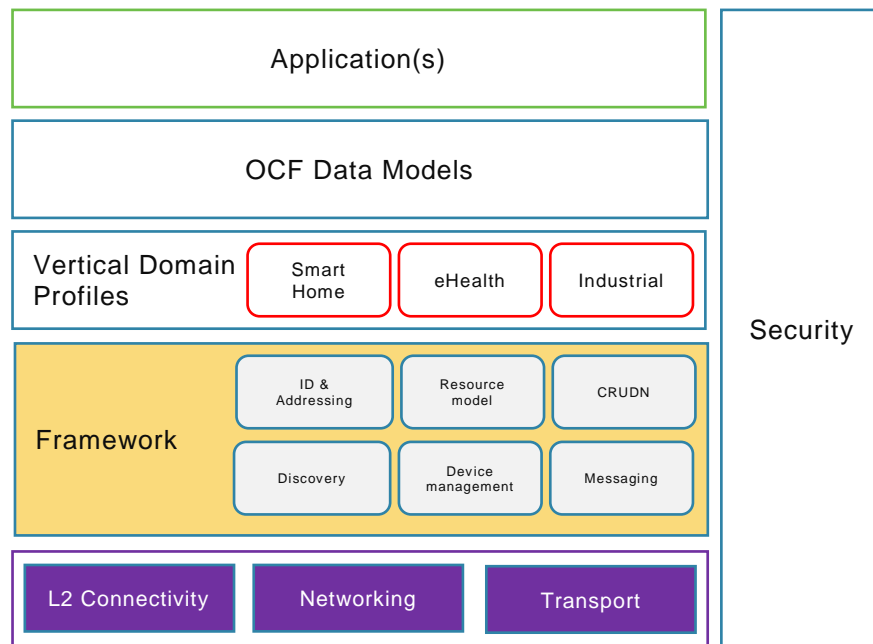 Application(s)
OCF Data Models
Vertical Domain
Profiles
Smart
Home
eHealth
Industrial
Framework
ID &
Addressing
Resource
model
CRUDN
Discovery
Device
management
Messaging
L2 Connectivity
Networking
Transport
Security